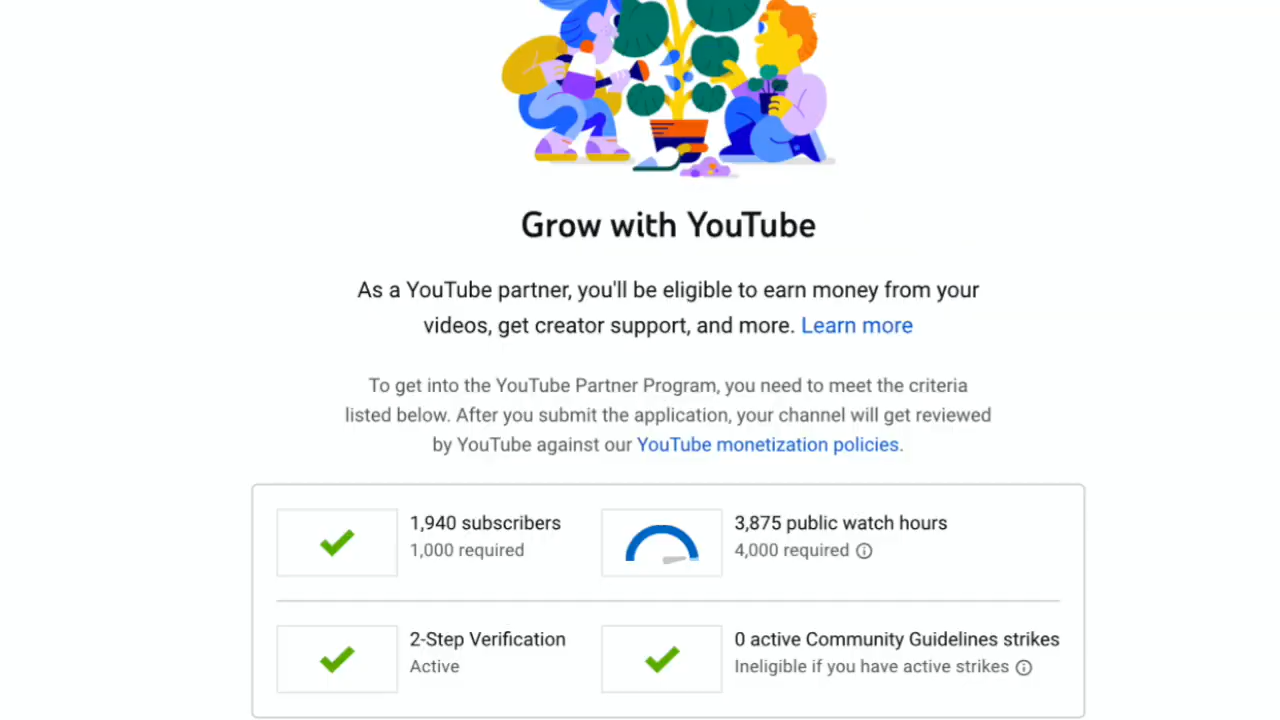 Grow with YouTube
As a YouTube partner, you'll be eligible to earn money from your
videos, get creator support, and more. Learn more
To get into the YouTube Partner Program, you need to meet the criteria
listed below. After you submit the application, your channel will get reviewed
by YouTube against our YouTube monetization policies.
1,940 subscribers
1,000 required
3,875 public watch hours
4,000 required
2-Step Verification
Active
0 active Community Guidelines strikes
Ineligible if you have active strikes